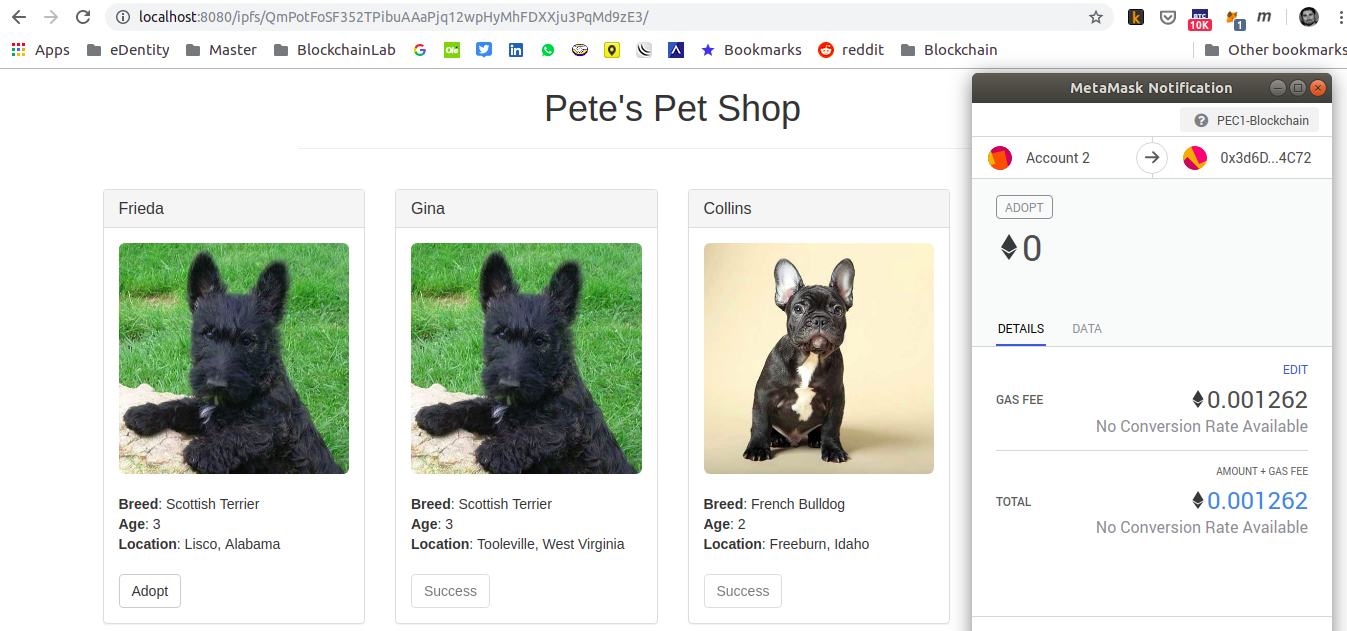 localhost:8080/ipfs/QmPotFoSF352TPibuAAaPjq12wpHyMhFDXXju3PqMd9zE3/
BTC
10K
1
m
Apps
eDentity
Master
BlockchainLab
G
Olé
in
Bookmarks
reddit
Blockchain
Other bookmarks
MetaMask Notification
PEC1-Blockchain
Account 2
0x3d6D...4C72
ADOPT
0
DETAILS
DATA
EDIT
GAS FEE
0.001262
No Conversion Rate Available
AMOUNT + GAS FEE
TOTAL
0.001262
No Conversion Rate Available
Pete's Pet Shop
Frieda
Breed: Scottish Terrier
Age: 3
Location: Lisco, Alabama
Adopt
Gina
Breed: Scottish Terrier
Age: 3
Location: Tooleville, West Virginia
Success
Collins
Breed: French Bulldog
Age: 2
Location: Freeburn, Idaho
Success